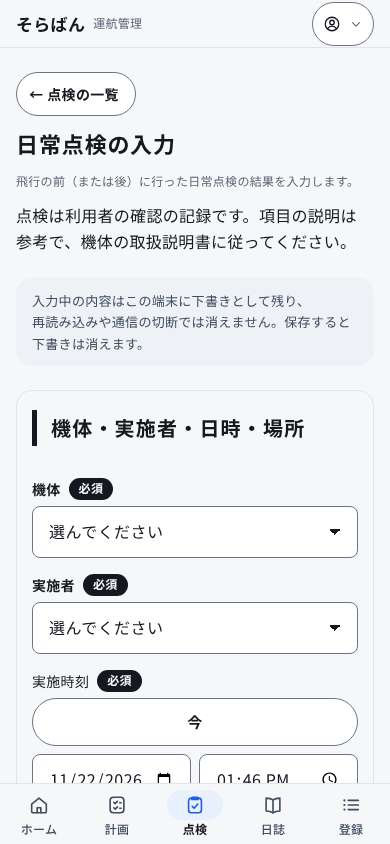 そらばん 運航管理
← 点検の一覧
日常点検の入力
飛行の前（または後）に行った日常点検の結果を入力します。
点検は利用者の確認の記録です。項目の説明は
参考で、機体の取扱説明書に従ってください。
入力中の内容はこの端末に下書きとして残り、
再読み込みや通信の切断では消えません。保存すると
下書きは消えます。
機体・実施者・日時・場所
機体 必須
選んでください
実施者 必須
選んでください
実施時刻 必須
今
11/22/2026 01:46 PM
ホーム 計画 点検 日誌 登録